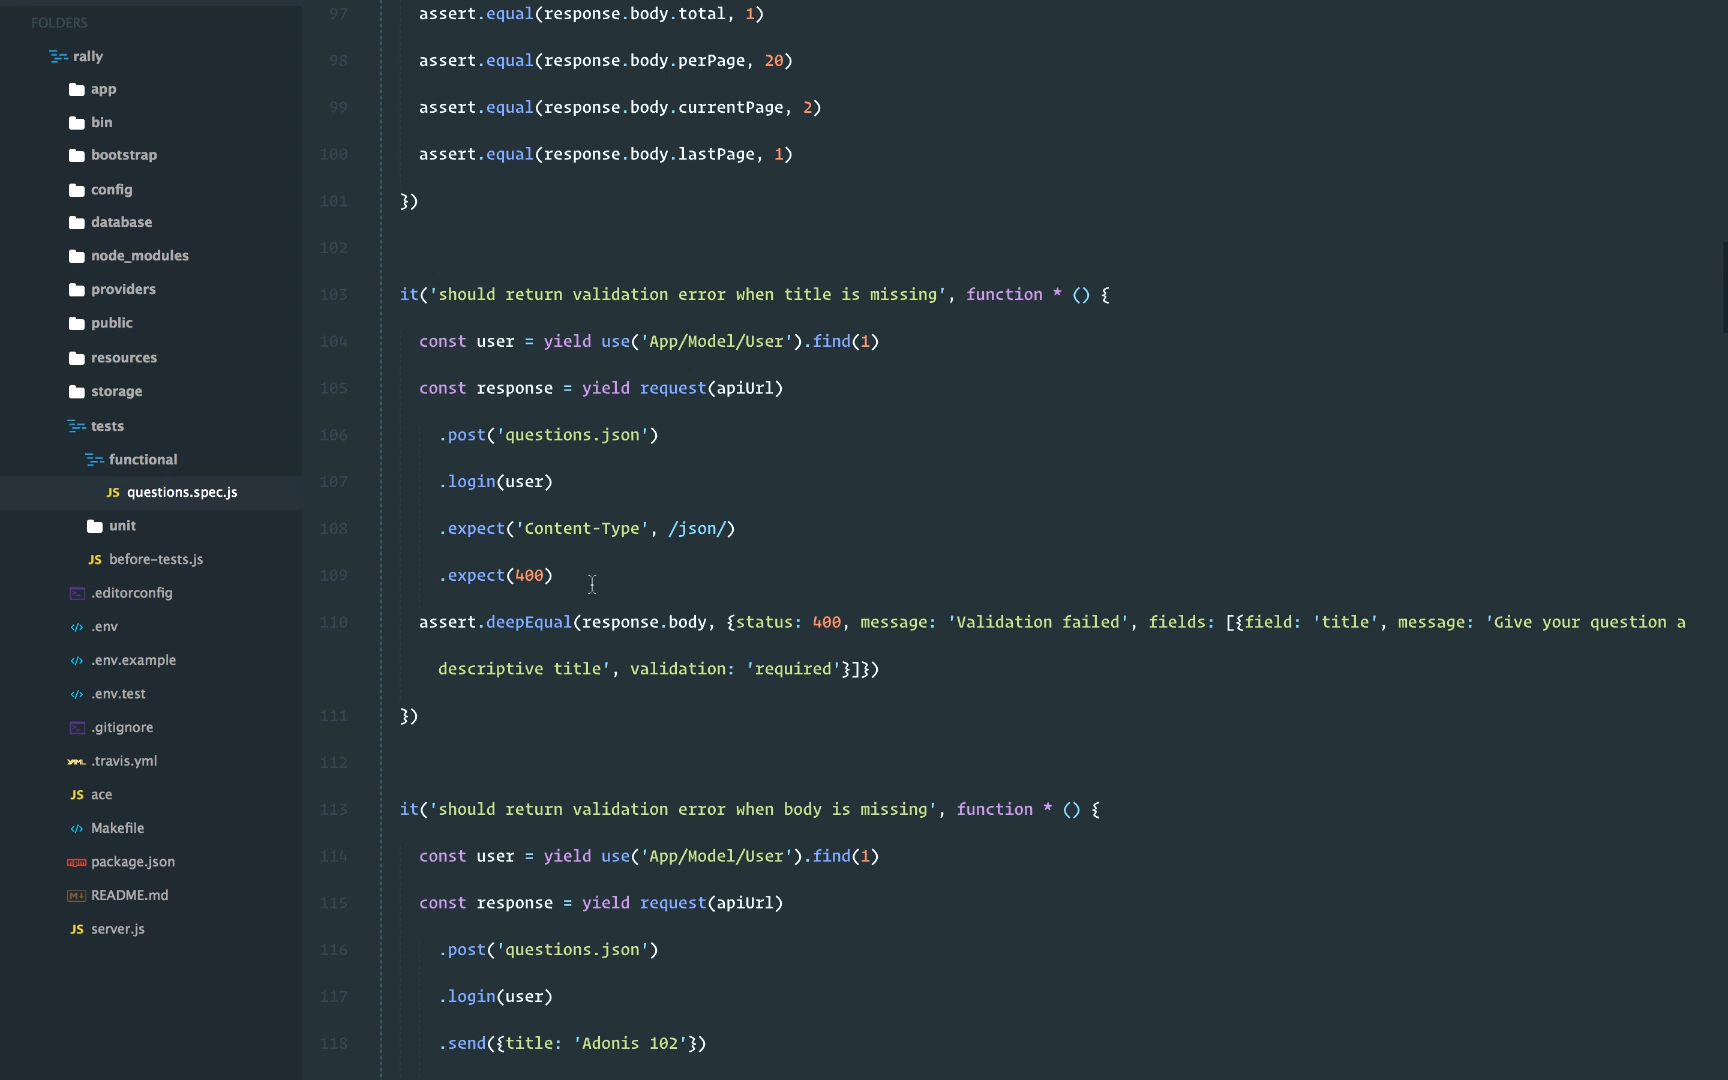 FOLDERS
rally
app
bin
bootstrap
config
database
node_modules
providers
public
resources
storage
tests
functional
JS questions.spec.js
unit
JS before-tests.js
.editorconfig
</> .env
</> .env.example
</> .env.test
.gitignore
YAML .travis.yml
JS ace
</> Makefile
npm package.json
M↓ README.md
JS server.js
97 assert.equal(response.body.total, 1)
98 assert.equal(response.body.perPage, 20)
99 assert.equal(response.body.currentPage, 2)
100 assert.equal(response.body.lastPage, 1)
101 })
102
103 it('should return validation error when title is missing', function * () {
104 const user = yield use('App/Model/User').find(1)
105 const response = yield request(apiUrl)
106 .post('questions.json')
107 .login(user)
108 .expect('Content-Type', /json/)
109 .expect(400)
110 assert.deepEqual(response.body, {status: 400, message: 'Validation failed', fields: [{field: 'title', message: 'Give your question a
descriptive title', validation: 'required'}]})
111 })
112
113 it('should return validation error when body is missing', function * () {
114 const user = yield use('App/Model/User').find(1)
115 const response = yield request(apiUrl)
116 .post('questions.json')
117 .login(user)
118 .send({title: 'Adonis 102'})